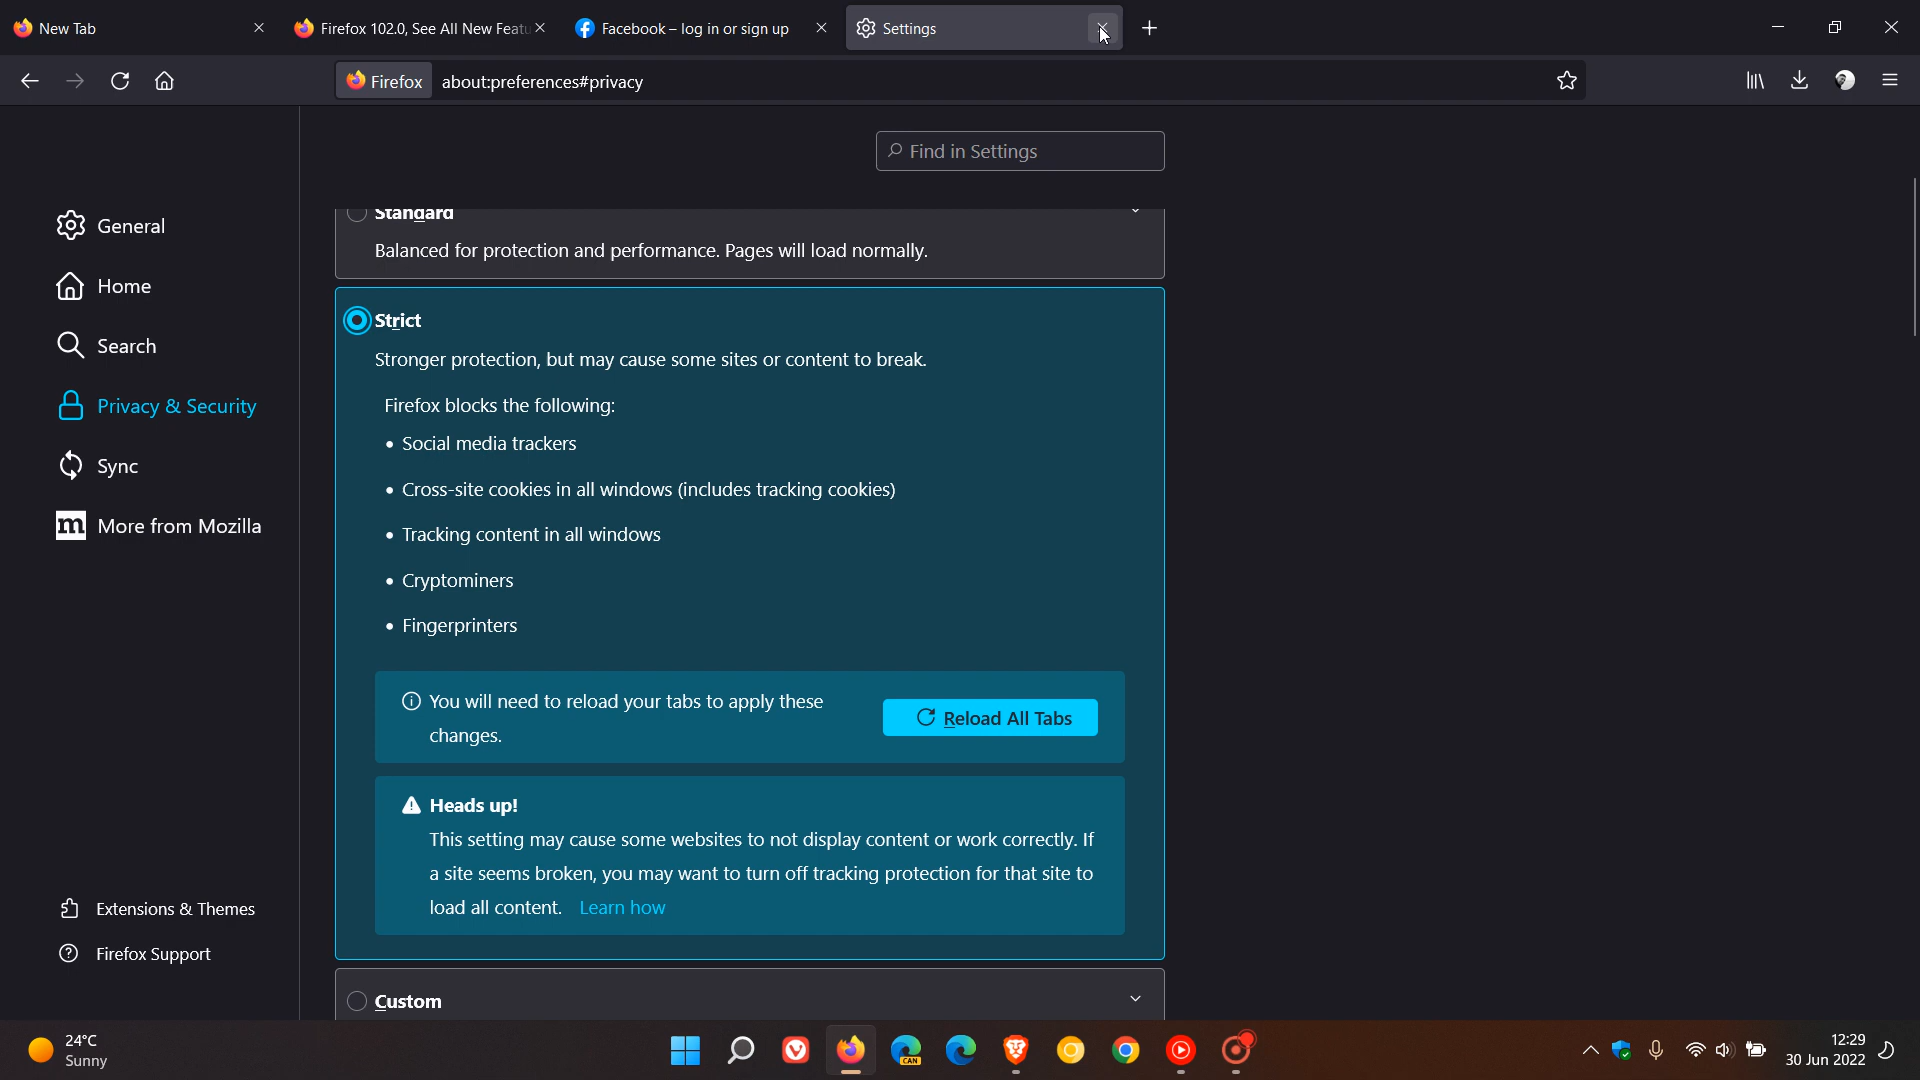 New Tab
Firefox 102.0, See All New Featu
Facebook – log in or sign up
Settings
Firefox
about:preferences#privacy
Find in Settings
General
Home
Search
Privacy & Security
Sync
More from Mozilla
Extensions & Themes
Firefox Support
Standard
Balanced for protection and performance. Pages will load normally.
Strict
Stronger protection, but may cause some sites or content to break.
Firefox blocks the following:
• Social media trackers
• Cross-site cookies in all windows (includes tracking cookies)
• Tracking content in all windows
• Cryptominers
• Fingerprinters
You will need to reload your tabs to apply these
changes.
Reload All Tabs
Heads up!
This setting may cause some websites to not display content or work correctly. If
a site seems broken, you may want to turn off tracking protection for that site to
load all content. Learn how
Custom
24°C
Sunny
CAN
12:29
30 Jun 2022